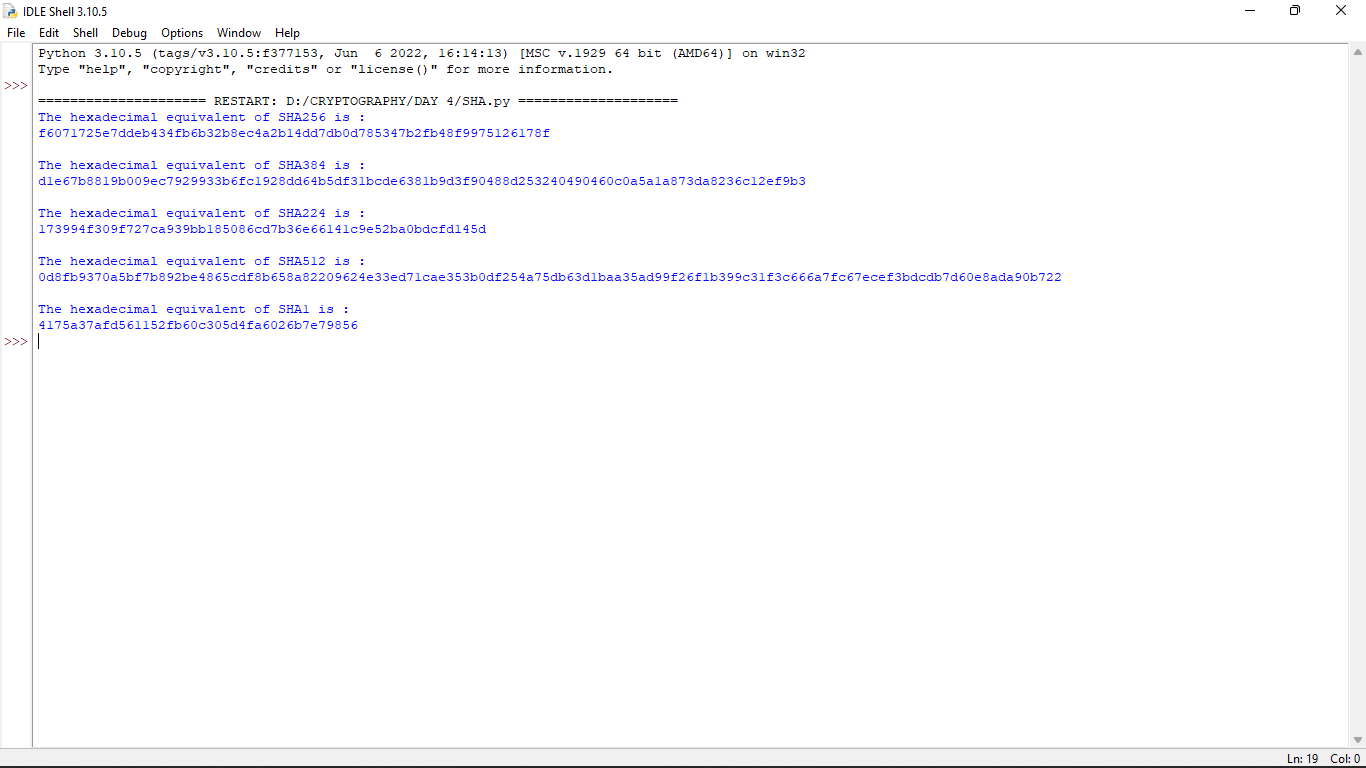 IDLE Shell 3.10.5
File Edit Shell Debug Options Window Help
Python 3.10.5 (tags/v3.10.5:f377153, Jun  6 2022, 16:14:13) [MSC v.1929 64 bit (AMD64)] on win32
Type "help", "copyright", "credits" or "license()" for more information.
>>>
===================== RESTART: D:/CRYPTOGRAPHY/DAY 4/SHA.py ====================
The hexadecimal equivalent of SHA256 is :
f6071725e7ddeb434fb6b32b8ec4a2b14dd7db0d785347b2fb48f9975126178f
The hexadecimal equivalent of SHA384 is :
d1e67b8819b009ec7929933b6fc1928dd64b5df31bcde6381b9d3f90488d253240490460c0a5a1a873da8236c12ef9b3
The hexadecimal equivalent of SHA224 is :
173994f309f727ca939bb185086cd7b36e66141c9e52ba0bdcfd145d
The hexadecimal equivalent of SHA512 is :
0d8fb9370a5bf7b892be4865cdf8b658a82209624e33ed71cae353b0df254a75db63d1baa35ad99f26f1b399c31f3c666a7fc67ecef3bdcdb7d60e8ada90b722
The hexadecimal equivalent of SHA1 is :
4175a37afd561152fb60c305d4fa6026b7e79856
>>>
Ln: 19 Col: 0